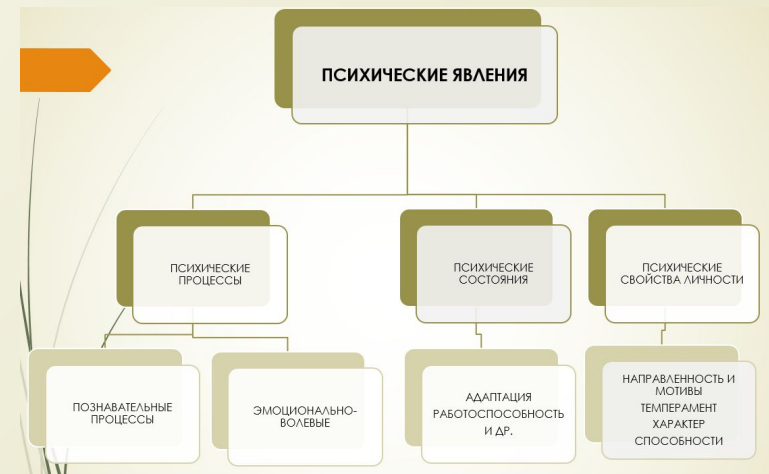 ПСИХИЧЕСКИЕ ЯВЛЕНИЯ
ПСИХИЧЕСКИЕ
ПРОЦЕССЫ
ПСИХИЧЕСКИЕ
СОСТОЯНИЯ
ПСИХИЧЕСКИЕ
СВОЙСТВА ЛИЧНОСТИ
ПОЗНАВАТЕЛЬНЫЕ
ПРОЦЕССЫ
ЭМОЦИОНАЛЬНО-
ВОЛЕВЫЕ
АДАПТАЦИЯ
РАБОТОСПОСОБНОСТЬ
И ДР.
НАПРАВЛЕННОСТЬ И
МОТИВЫ
ТЕМПЕРАМЕНТ
ХАРАКТЕР
СПОСОБНОСТИ